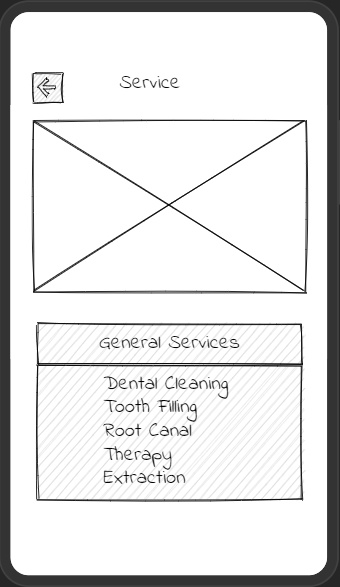 Service
General Services
Dental Cleaning
Tooth Filling
Root Canal
Therapy
Extraction